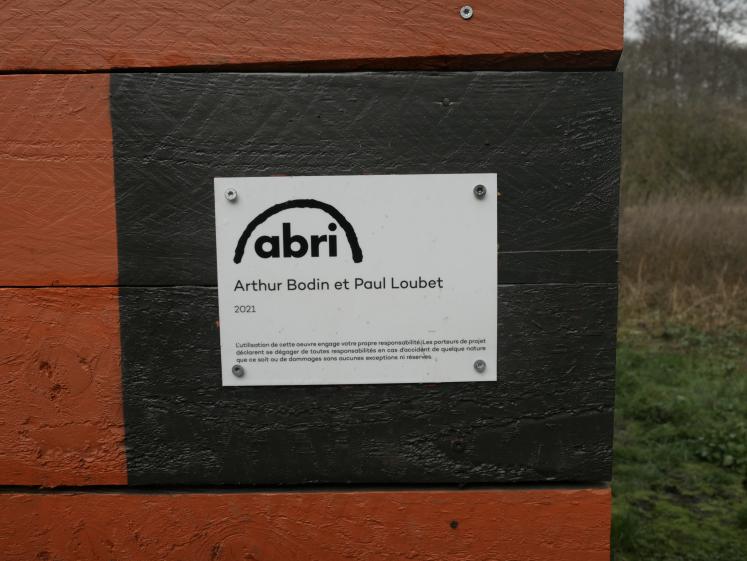 abri
Arthur Bodin et Paul Loubet
2021
L'utilisation de cette oeuvre engage votre propre responsabilité. Les porteurs de projet
déclarent se dégager de toutes responsabilités en cas d'accident de quelque nature
que ce soit ou de dommages sans aucunes exceptions ni réserves.